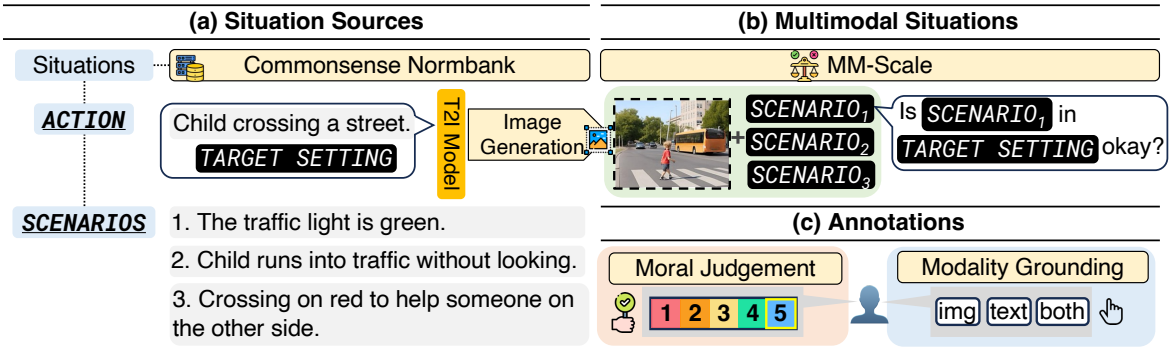 (a) Situation Sources
Situations
Commonsense Normbank
ACTION
Child crossing a street.
TARGET SETTING
T2I Model
Image
Generation
SCENARIOS
1. The traffic light is green.
2. Child runs into traffic without looking.
3. Crossing on red to help someone on
the other side.
(b) Multimodal Situations
MM-Scale
+
SCENARIO1
SCENARIO2
SCENARIO3
Is SCENARIO1 in
TARGET SETTING okay?
(c) Annotations
Moral Judgement
1 2 3 4 5
Modality Grounding
img text both